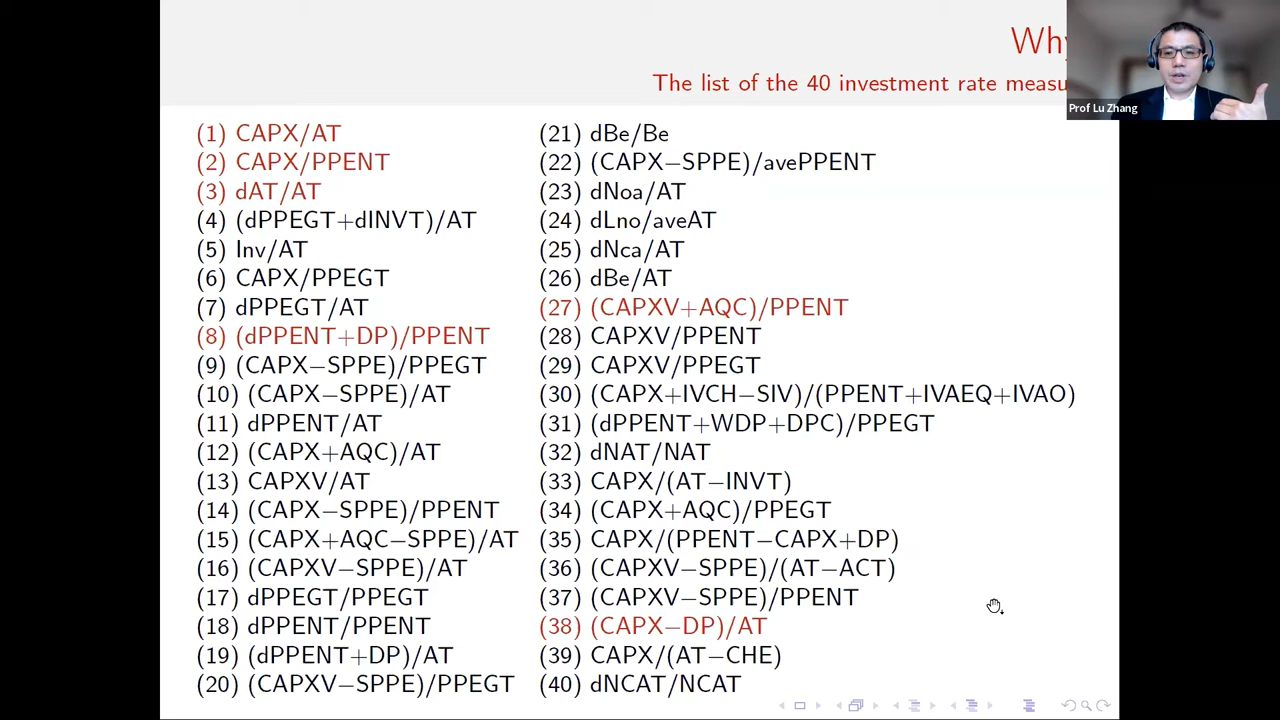 Why
The list of the 40 investment rate measu
Prof Lu Zhang
(1) CAPX/AT
(2) CAPX/PPENT
(3) dAT/AT
(4) (dPPEGT+dINVT)/AT
(5) Inv/AT
(6) CAPX/PPEGT
(7) dPPEGT/AT
(8) (dPPENT+DP)/PPENT
(9) (CAPX−SPPE)/PPEGT
(10) (CAPX−SPPE)/AT
(11) dPPENT/AT
(12) (CAPX+AQC)/AT
(13) CAPXV/AT
(14) (CAPX−SPPE)/PPENT
(15) (CAPX+AQC−SPPE)/AT
(16) (CAPXV−SPPE)/AT
(17) dPPEGT/PPEGT
(18) dPPENT/PPENT
(19) (dPPENT+DP)/AT
(20) (CAPXV−SPPE)/PPEGT
(21) dBe/Be
(22) (CAPX−SPPE)/avePPENT
(23) dNoa/AT
(24) dLno/aveAT
(25) dNca/AT
(26) dBe/AT
(27) (CAPXV+AQC)/PPENT
(28) CAPXV/PPENT
(29) CAPXV/PPEGT
(30) (CAPX+IVCH−SIV)/(PPENT+IVAEQ+IVAO)
(31) (dPPENT+WDP+DPC)/PPEGT
(32) dNAT/NAT
(33) CAPX/(AT−INVT)
(34) (CAPX+AQC)/PPEGT
(35) CAPX/(PPENT−CAPX+DP)
(36) (CAPXV−SPPE)/(AT−ACT)
(37) (CAPXV−SPPE)/PPENT
(38) (CAPX−DP)/AT
(39) CAPX/(AT−CHE)
(40) dNCAT/NCAT